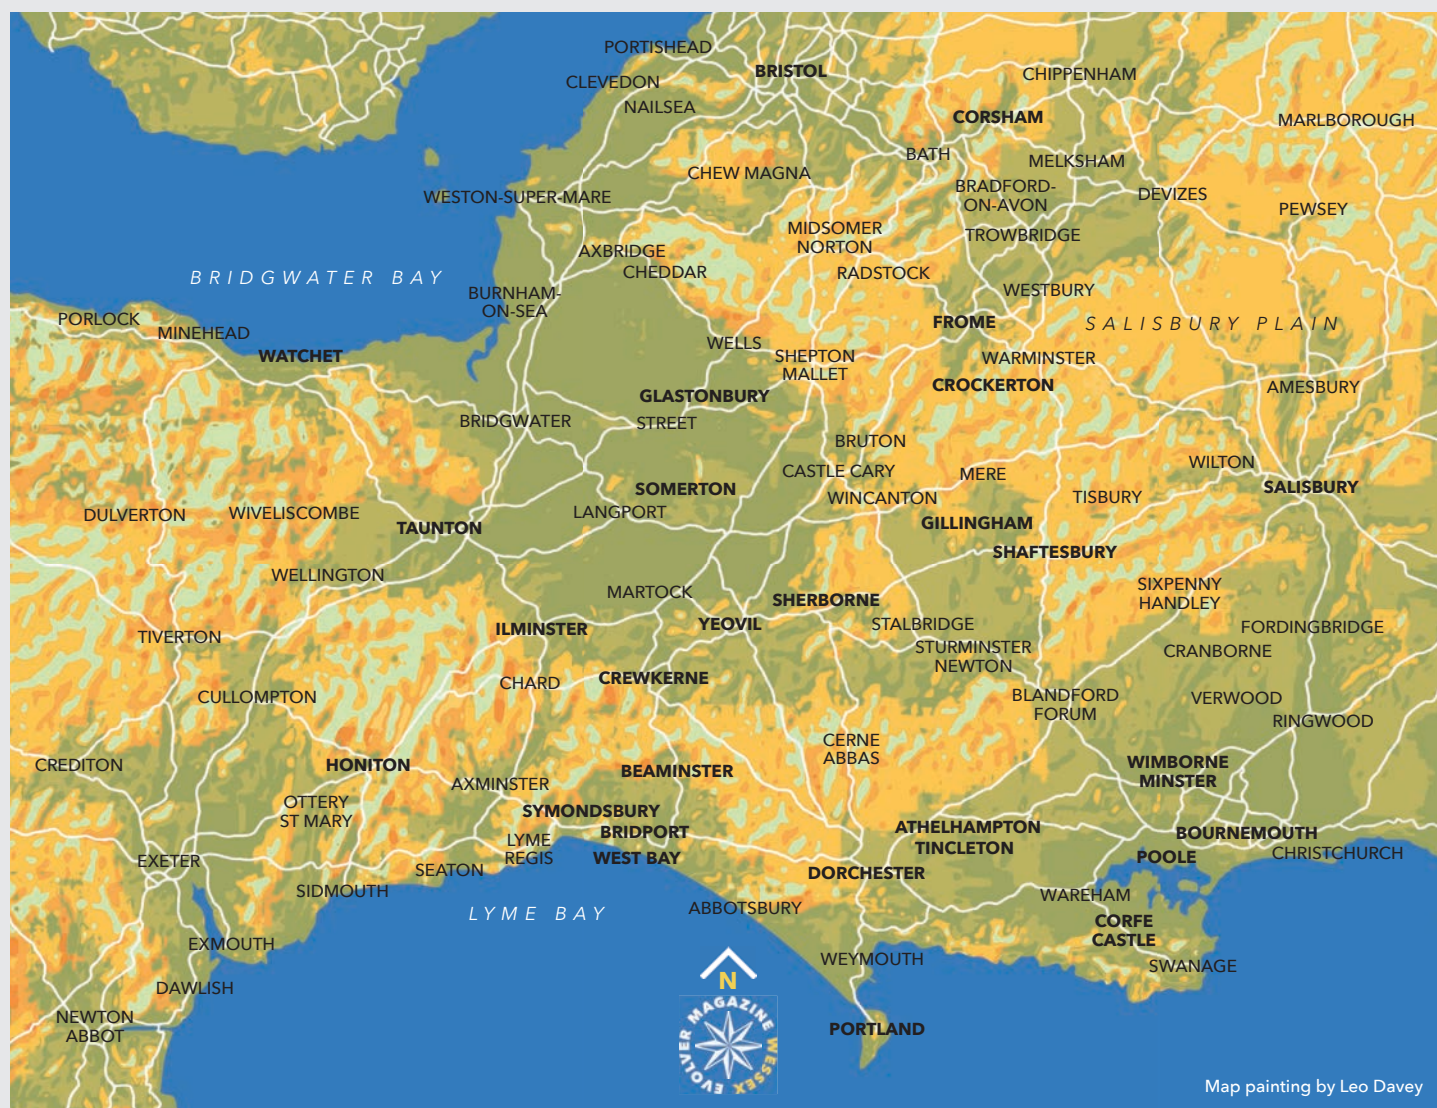 PORTISHEAD
BRISTOL
CLEVEDON
CHIPPENHAM
NAILSEA
CORSHAM
MARLBOROUGH
BATH
MELKSHAM
CHEW MAGNA
WESTON-SUPER-MARE
BRADFORD-
ON-AVON
DEVIZES
PEWSEY
MIDSOMER
NORTON
TROWBRIDGE
AXBRIDGE
CHEDDAR
RADSTOCK
BRIDGWATER BAY
BURNHAM-
ON-SEA
WESTBURY
PORLOCK
MINEHEAD
FROME
SALISBURY PLAIN
WATCHET
WELLS
SHEPTON
MALLET
WARMINSTER
CROCKERTON
AMESBURY
GLASTONBURY
BRIDGWATER
STREET
BRUTON
CASTLE CARY
MERE
WILTON
SOMERTON
WINCANTON
TISBURY
SALISBURY
DULVERTON
WIVELISCOMBE
TAUNTON
LANGPORT
GILLINGHAM
SHAFTESBURY
WELLINGTON
MARTOCK
SHERBORNE
SIXPENNY
HANDLEY
TIVERTON
ILMINSTER
YEOVIL
STALBRIDGE
FORDINGBRIDGE
STURMINSTER
NEWTON
CRANBORNE
CULLOMPTON
CHARD
CREWKERNE
BLANDFORD
FORUM
VERWOOD
RINGWOOD
CREDITON
HONITON
AXMINSTER
BEAMINSTER
CERNE
ABBAS
WIMBORNE
MINSTER
OTTERY
ST MARY
SYMONDSBURY
BRIDPORT
ATHELHAMPTON
TINCLETON
BOURNEMOUTH
LYME
REGIS
WEST BAY
POOLE
CHRISTCHURCH
EXETER
SEATON
DORCHESTER
SIDMOUTH
WAREHAM
LYME BAY
ABBOTSBURY
CORFE
CASTLE
EXMOUTH
WEYMOUTH
SWANAGE
DAWLISH
N
NEWTON
ABBOT
EVOLVER MAGAZINE WESSEX
PORTLAND
Map painting by Leo Davey